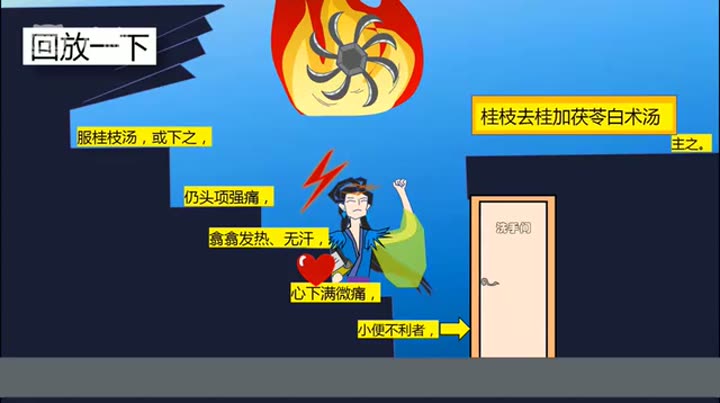 回放一下
服桂枝汤，或下之，
仍头项强痛，
翕翕发热、无汗，
心下满微痛，
小便不利者，
桂枝去桂加茯苓白术汤
主之。
洗手间